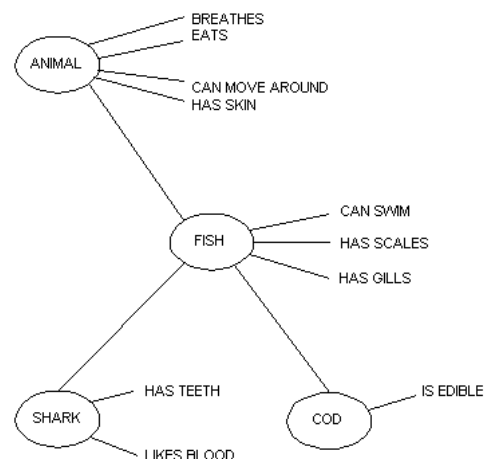 BREATHES
EATS
ANIMAL
CAN MOVE AROUND
HAS SKIN
CAN SWIM
FISH
HAS SCALES
HAS GILLS
HAS TEETH
IS EDIBLE
SHARK
COD
LIKES BLOOD